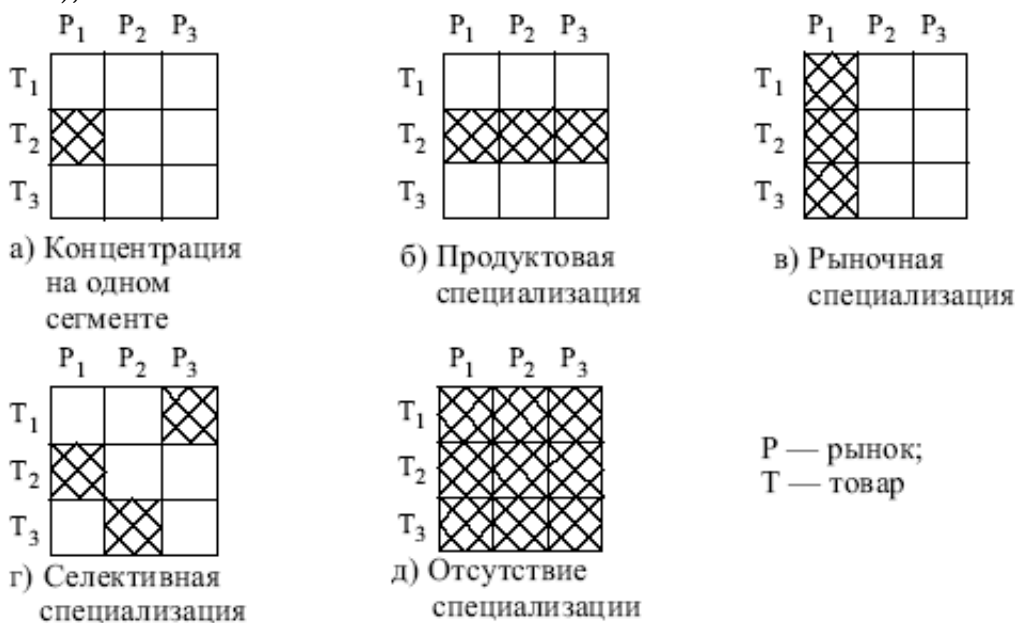 P1 P2 P3 P1 P2 P3 P1 P2 P3
T1 T1 T1
T2 T2 T2
T3 T3 T3
а) Концентрация
на одном
сегменте
б) Продуктовая
специализация
в) Рыночная
специализация
P1 P2 P3 P1 P2 P3
T1 T1
T2 T2
T3 T3
г) Селективная
специализация
д) Отсутствие
специализации
Р — рынок;
Т — товар